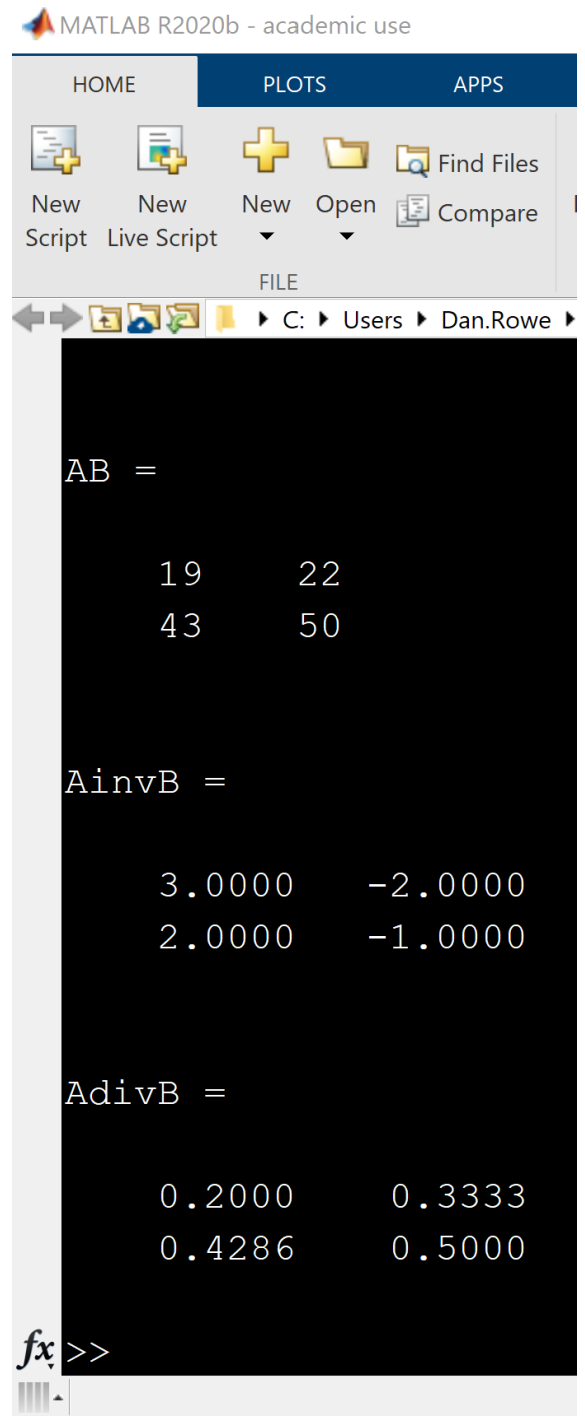 MATLAB R2020b - academic use
HOME PLOTS APPS
New Script New Live Script New Open Find Files Compare
FILE
C: Users Dan.Rowe
AB =
19 22
43 50
AinvB =
3.0000 -2.0000
2.0000 -1.0000
AdivB =
0.2000 0.3333
0.4286 0.5000
fx >>